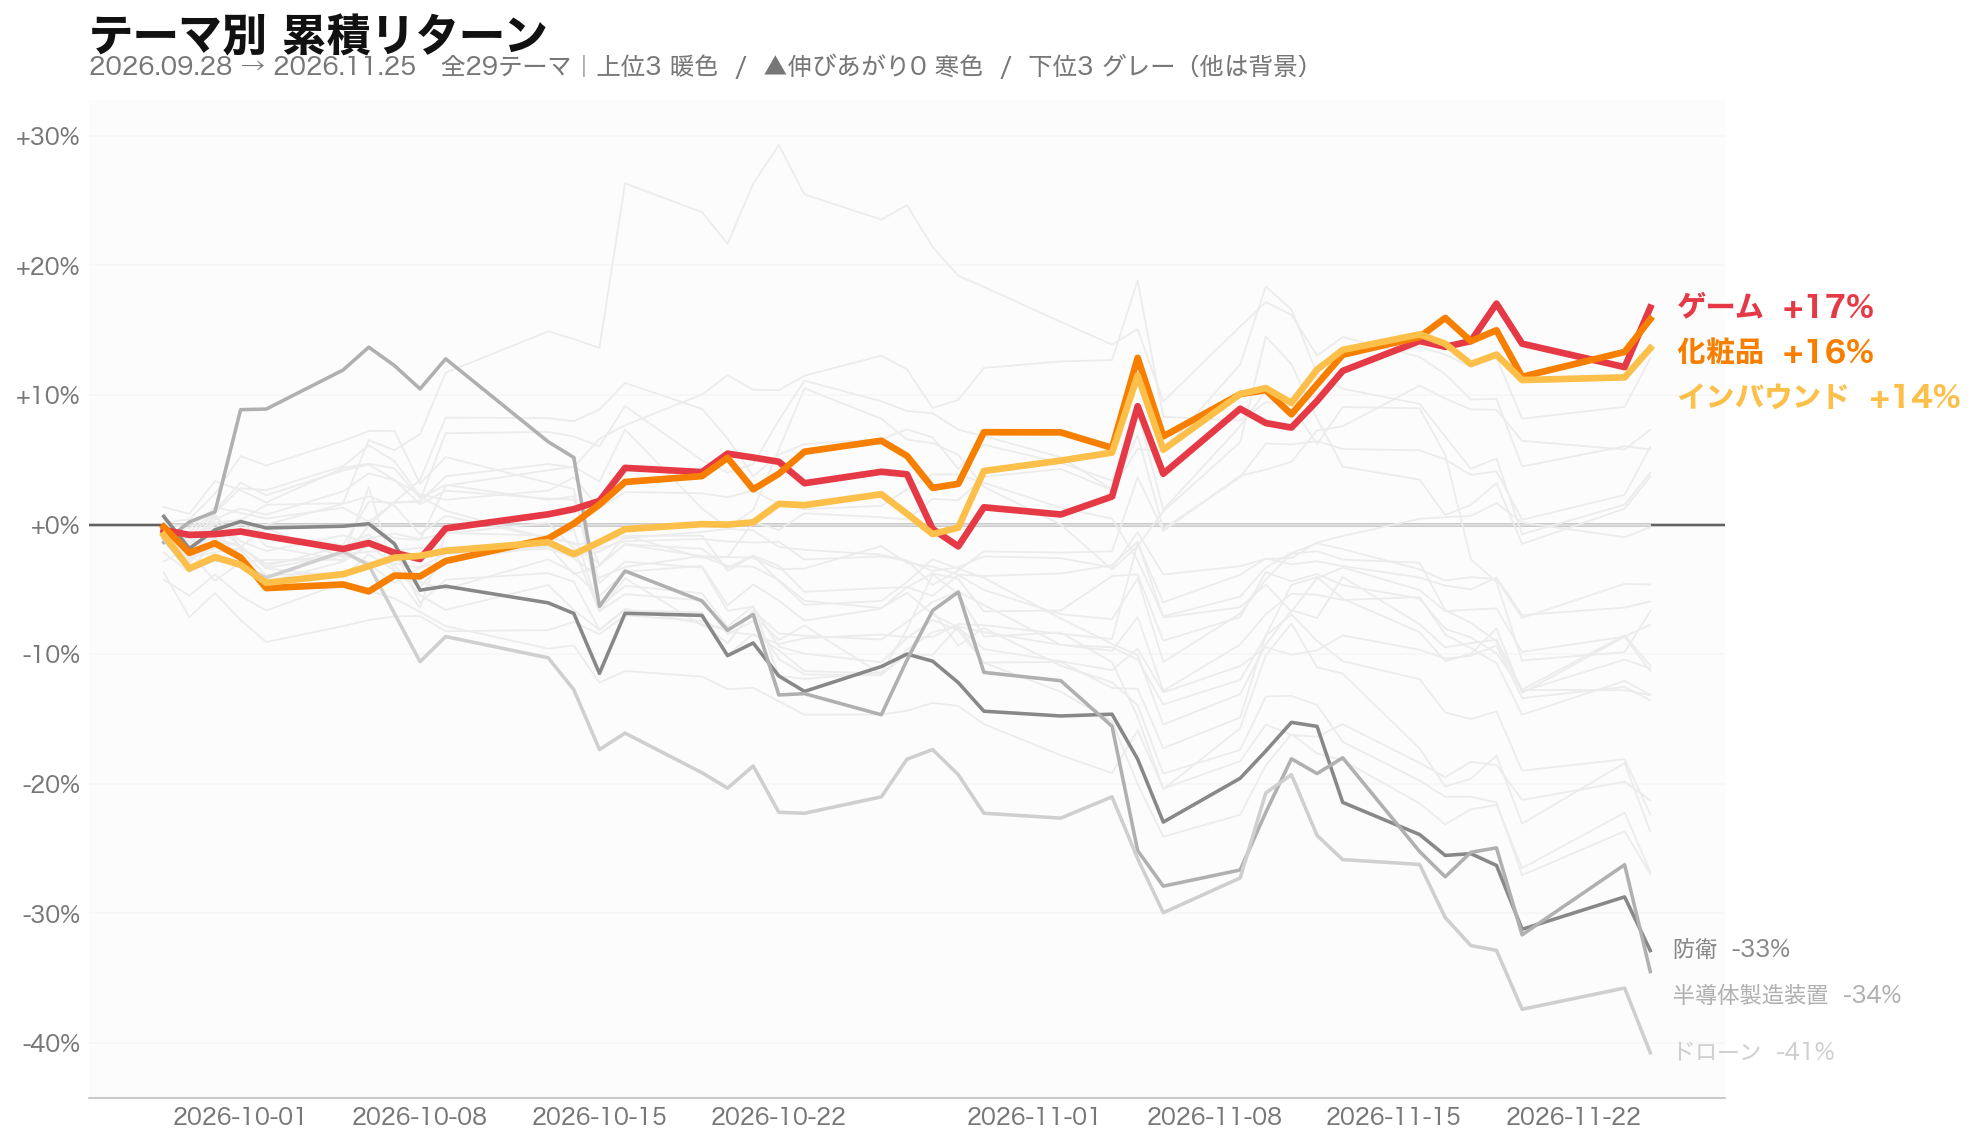 テーマ別 累積リターン
2026.09.28 → 2026.11.25　全29テーマ｜上位3 暖色 / ▲伸びあがり0 寒色 / 下位3 グレー（他は背景）
+30%
+20%
+10%
+0%
-10%
-20%
-30%
-40%
ゲーム +17%
化粧品 +16%
インバウンド +14%
防衛 -33%
半導体製造装置 -34%
ドローン -41%
2026-10-01
2026-10-08
2026-10-15
2026-10-22
2026-11-01
2026-11-08
2026-11-15
2026-11-22